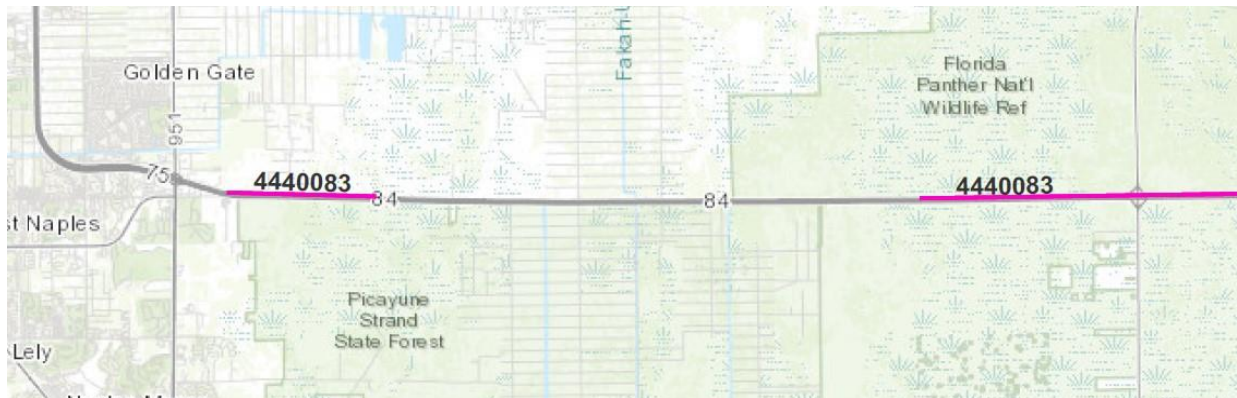 Golden Gate
951
75
4440083
84
Fakah-U
84
Florida
Panther Nat'l
Wildlife Ref
4440083
st Naples
Picayune
Strand
State Forest
Lely